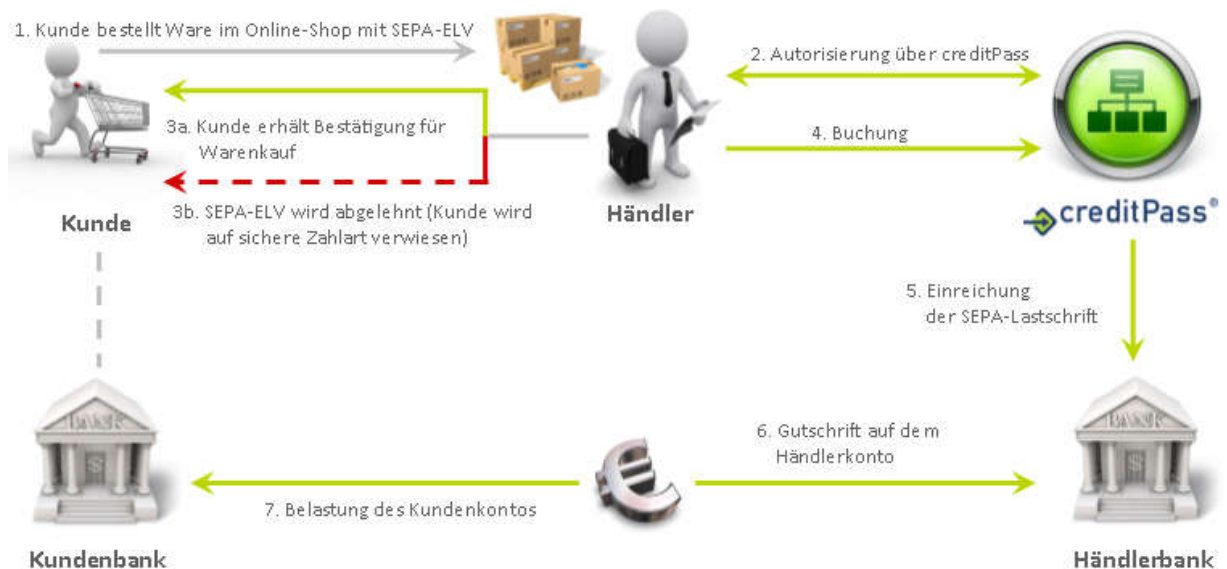 1. Kunde bestellt Ware im Online-Shop mit SEPA-ELV
2. Autorisierung über creditPass
3a. Kunde erhält Bestätigung für
Warenkauf
4. Buchung
3b. SEPA-ELV wird abgelehnt (Kunde wird
auf sichere Zahlart verwiesen)
Kunde
Händler
creditPass®
5. Einreichung
der SEPA-Lastschrift
BANK
$
BANK
$
6. Gutschrift auf dem
Händlerkonto
7. Belastung des Kundenkontos
Kundenbank
Händlerbank